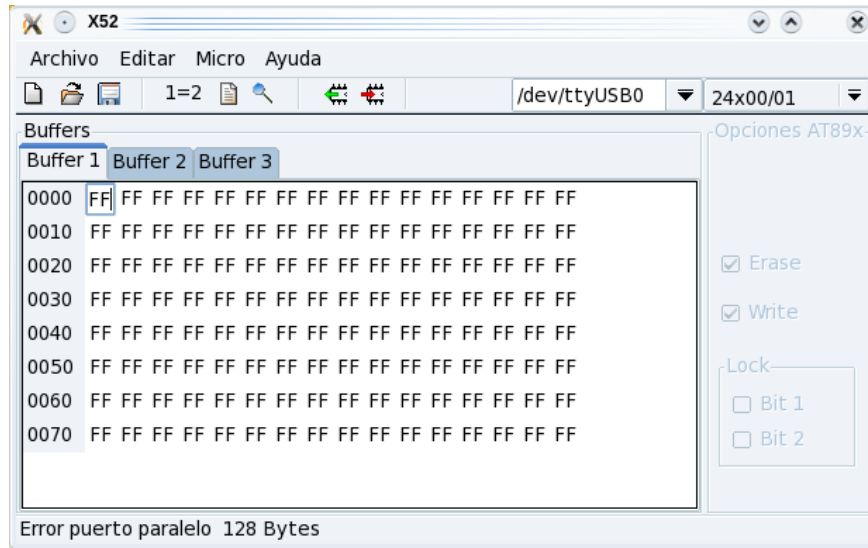 X52
Archivo Editar Micro Ayuda
1=2 /dev/ttyUSB0 24x00/01
Buffers
Opciones AT89x
Buffer 1 Buffer 2 Buffer 3
0000 FF FF FF FF FF FF FF FF FF FF FF FF FF FF FF FF
0010 FF FF FF FF FF FF FF FF FF FF FF FF FF FF FF FF
0020 FF FF FF FF FF FF FF FF FF FF FF FF FF FF FF FF
0030 FF FF FF FF FF FF FF FF FF FF FF FF FF FF FF FF
0040 FF FF FF FF FF FF FF FF FF FF FF FF FF FF FF FF
0050 FF FF FF FF FF FF FF FF FF FF FF FF FF FF FF FF
0060 FF FF FF FF FF FF FF FF FF FF FF FF FF FF FF FF
0070 FF FF FF FF FF FF FF FF FF FF FF FF FF FF FF FF
Erase
Write
Lock
Bit 1
Bit 2
Error puerto paralelo 128 Bytes